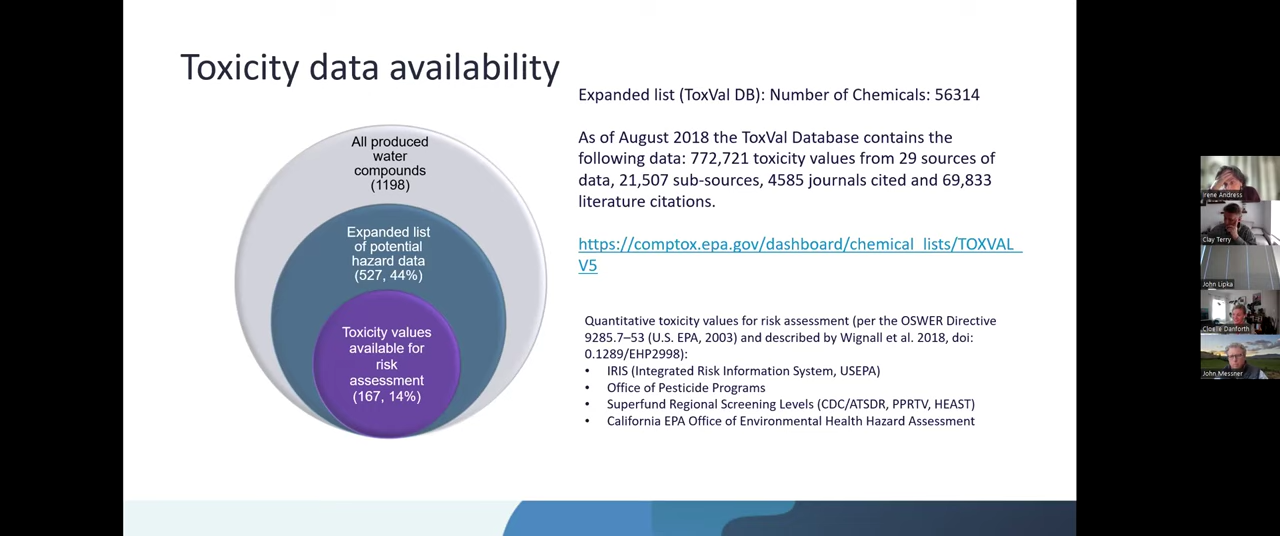 Toxicity data availability
All produced
water
compounds
(1198)
Expanded list
of potential
hazard data
(527, 44%)
Toxicity values
available for
risk
assessment
(167, 14%)
Expanded list (ToxVal DB): Number of Chemicals: 56314
As of August 2018 the ToxVal Database contains the
following data: 772,721 toxicity values from 29 sources of
data, 21,507 sub-sources, 4585 journals cited and 69,833
literature citations.
https://comptox.epa.gov/dashboard/chemical_lists/TOXVAL_
V5
Quantitative toxicity values for risk assessment (per the OSWER Directive
9285.7–53 (U.S. EPA, 2003) and described by Wignall et al. 2018, doi:
0.1289/EHP2998):
• IRIS (Integrated Risk Information System, USEPA)
• Office of Pesticide Programs
• Superfund Regional Screening Levels (CDC/ATSDR, PPRTV, HEAST)
• California EPA Office of Environmental Health Hazard Assessment
Irene Andress
Clay Terry
John Lipka
Cloelle Danforth
John Messner